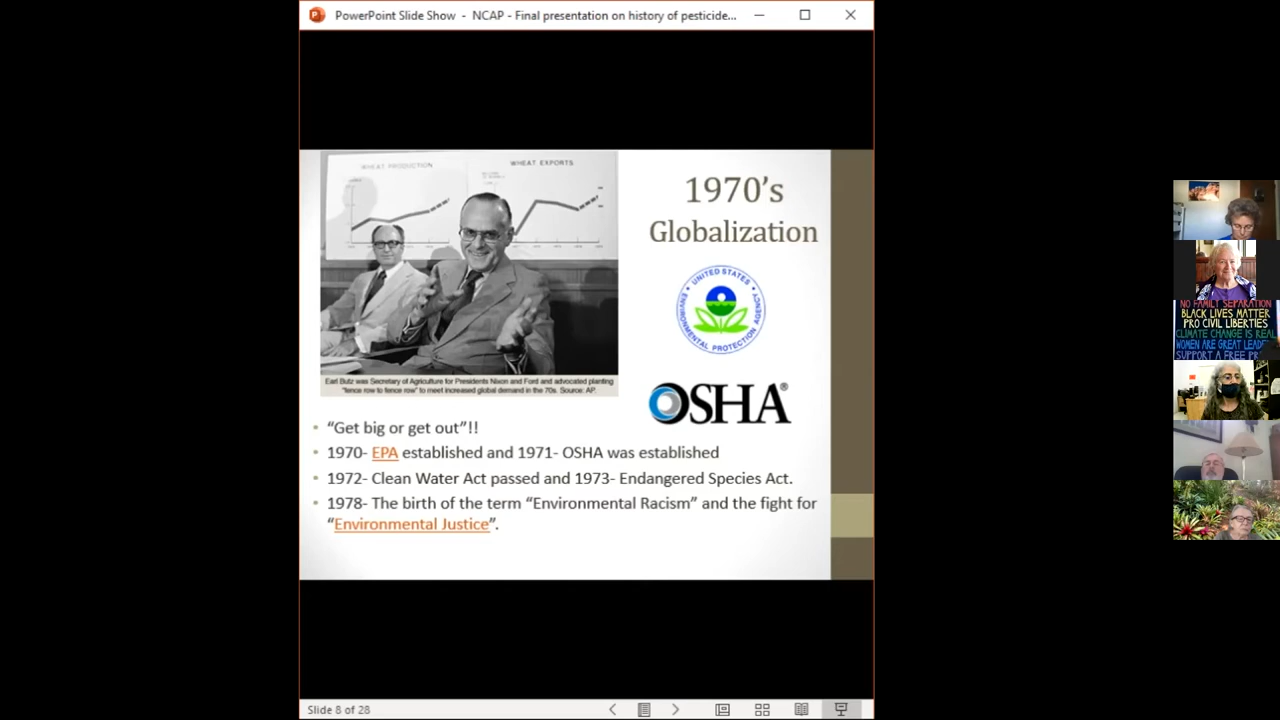 PowerPoint Slide Show - NCAP - Final presentation on history of pesticide...
WHEAT PRODUCTION
WHEAT EXPORTS
Earl Butz was Secretary of Agriculture for Presidents Nixon and Ford and advocated planting
"fence row to fence row" to meet increased global demand in the 70s. Source: AP.
1970's
Globalization
UNITED STATES
ENVIRONMENTAL PROTECTION AGENCY
OSHA®
• "Get big or get out"!!
• 1970- EPA established and 1971- OSHA was established
• 1972- Clean Water Act passed and 1973- Endangered Species Act.
• 1978- The birth of the term "Environmental Racism" and the fight for
"Environmental Justice".
NO FAMILY SEPARATION
BLACK LIVES MATTER
PRO CIVIL LIBERTIES
CLIMATE CHANGE IS REAL
WOMEN ARE GREAT LEADE
SUPPORT A FREE PR
Slide 8 of 28